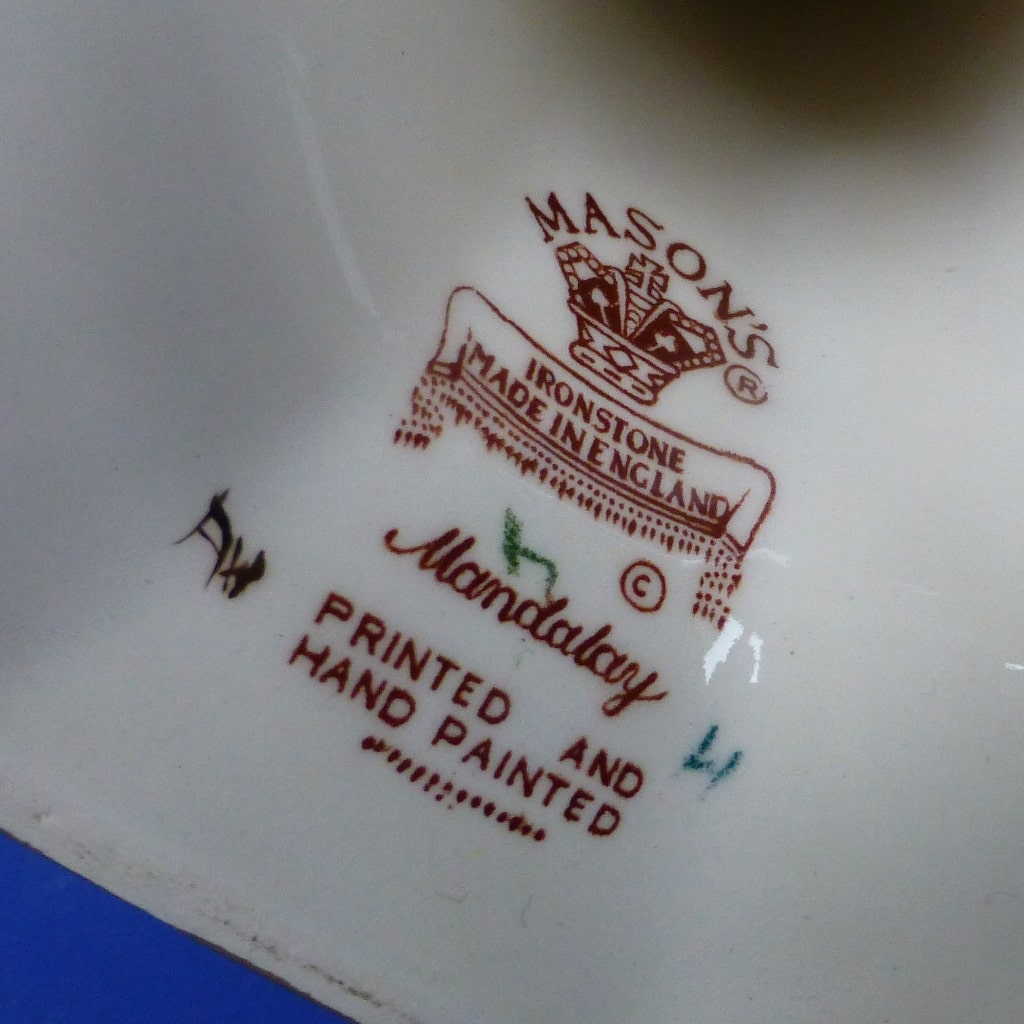 MASON'S ®
IRONSTONE
MADE IN ENGLAND
©
Mandalay
PRINTED AND
HAND PAINTED